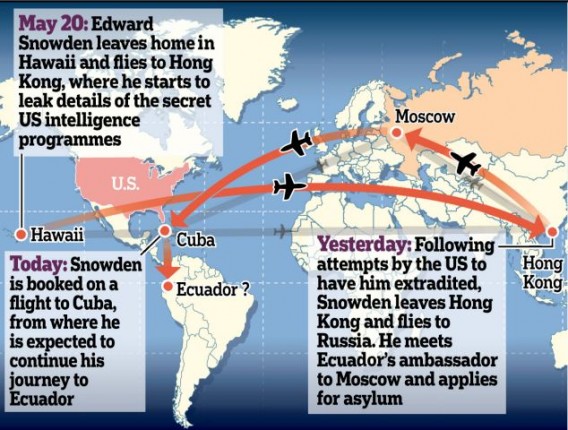 May 20: Edward
Snowden leaves home in
Hawaii and flies to Hong
Kong, where he starts to
leak details of the secret
US intelligence
programmes
Moscow
U.S.
Hawaii
Cuba
Hong
Kong
Ecuador ?
Today: Snowden
is booked on a
flight to Cuba,
from where he
is expected to
continue his
journey to
Ecuador
Yesterday: Following
attempts by the US to
have him extradited,
Snowden leaves Hong
Kong and flies to
Russia. He meets
Ecuador's ambassador
to Moscow and applies
for asylum